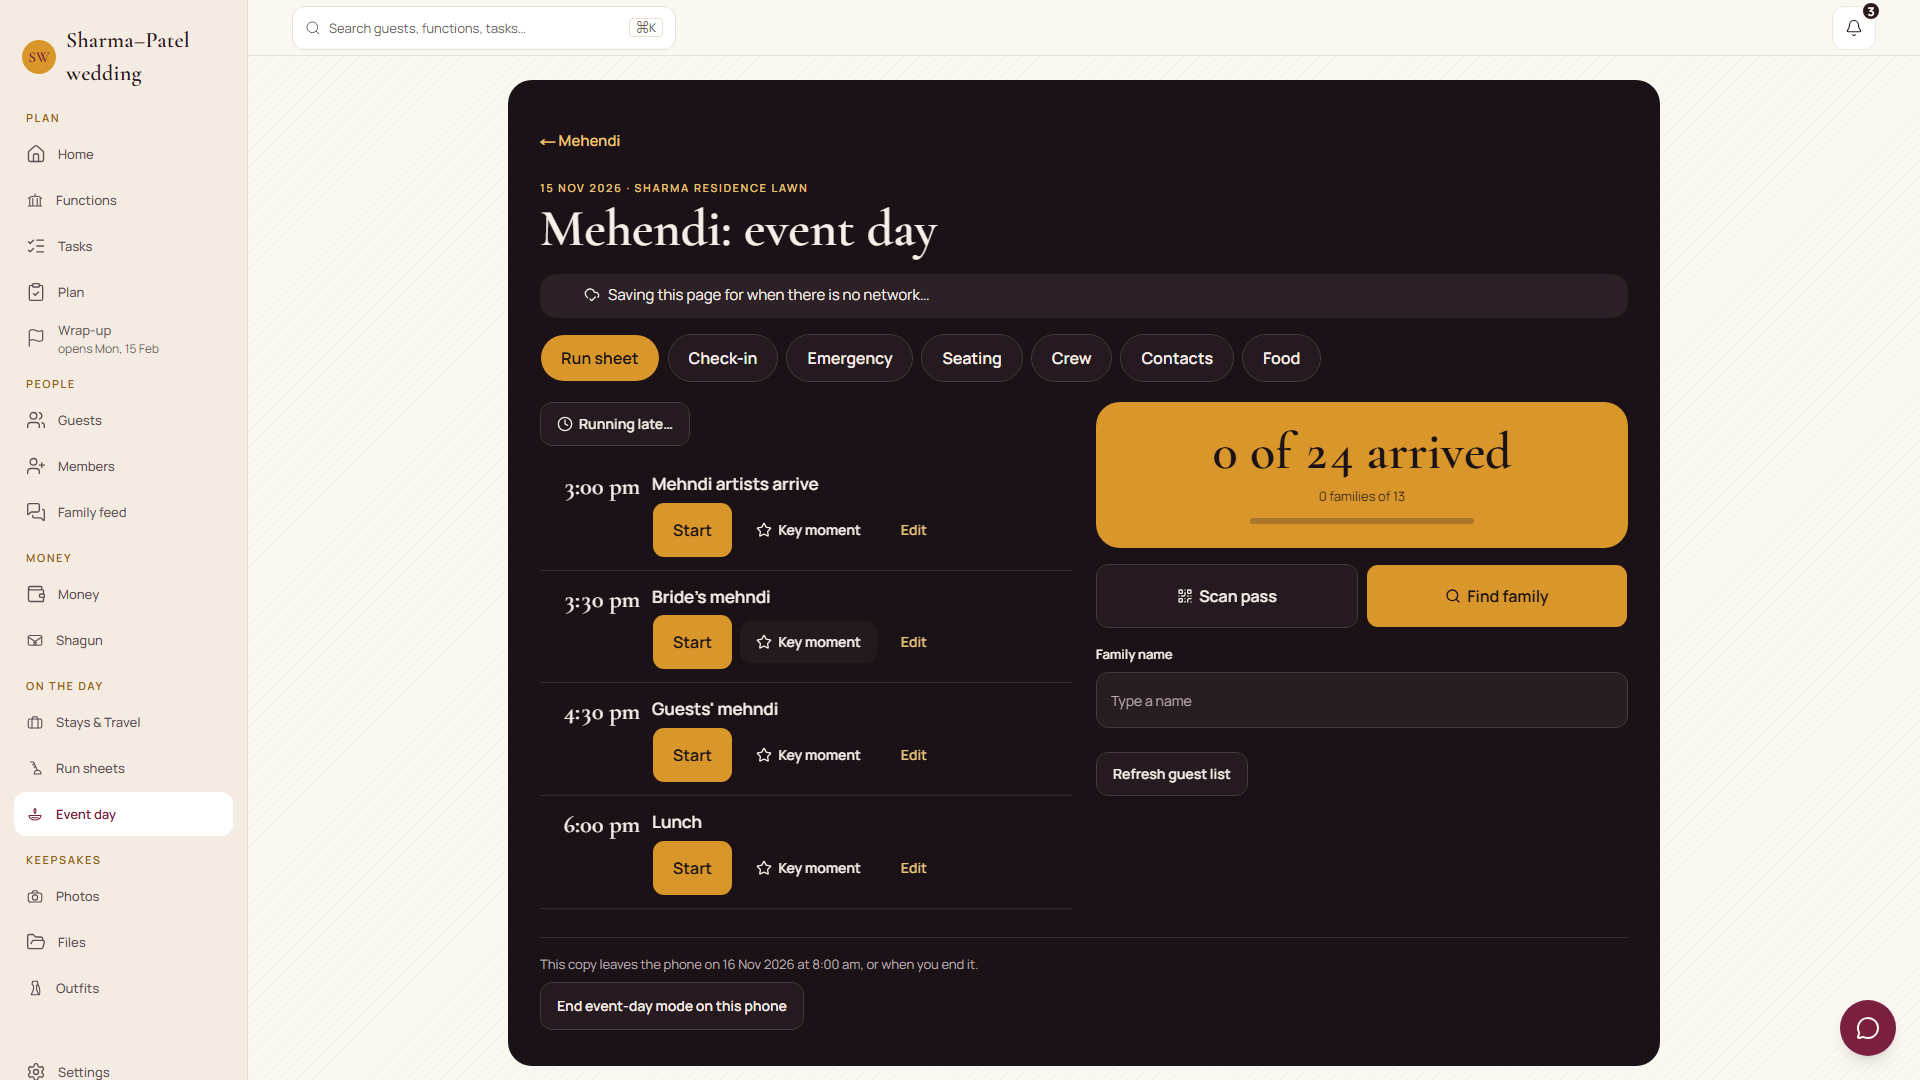 SW
Sharma–Patel
wedding
PLAN
Home
Functions
Tasks
Plan
Wrap-up
opens Mon, 15 Feb
PEOPLE
Guests
Members
Family feed
MONEY
Money
Shagun
ON THE DAY
Stays & Travel
Run sheets
Event day
KEEPSAKES
Photos
Files
Outfits
Settings
Search guests, functions, tasks…
⌘K
3
← Mehendi
15 NOV 2026 · SHARMA RESIDENCE LAWN
Mehendi: event day
Saving this page for when there is no network…
Run sheet Check-in Emergency Seating Crew Contacts Food
Running late…
3:00 pm Mehndi artists arrive
Start Key moment Edit
3:30 pm Bride's mehndi
Start Key moment Edit
4:30 pm Guests' mehndi
Start Key moment Edit
6:00 pm Lunch
Start Key moment Edit
0 of 24 arrived
0 families of 13
Scan pass Find family
Family name
Type a name
Refresh guest list
This copy leaves the phone on 16 Nov 2026 at 8:00 am, or when you end it.
End event-day mode on this phone